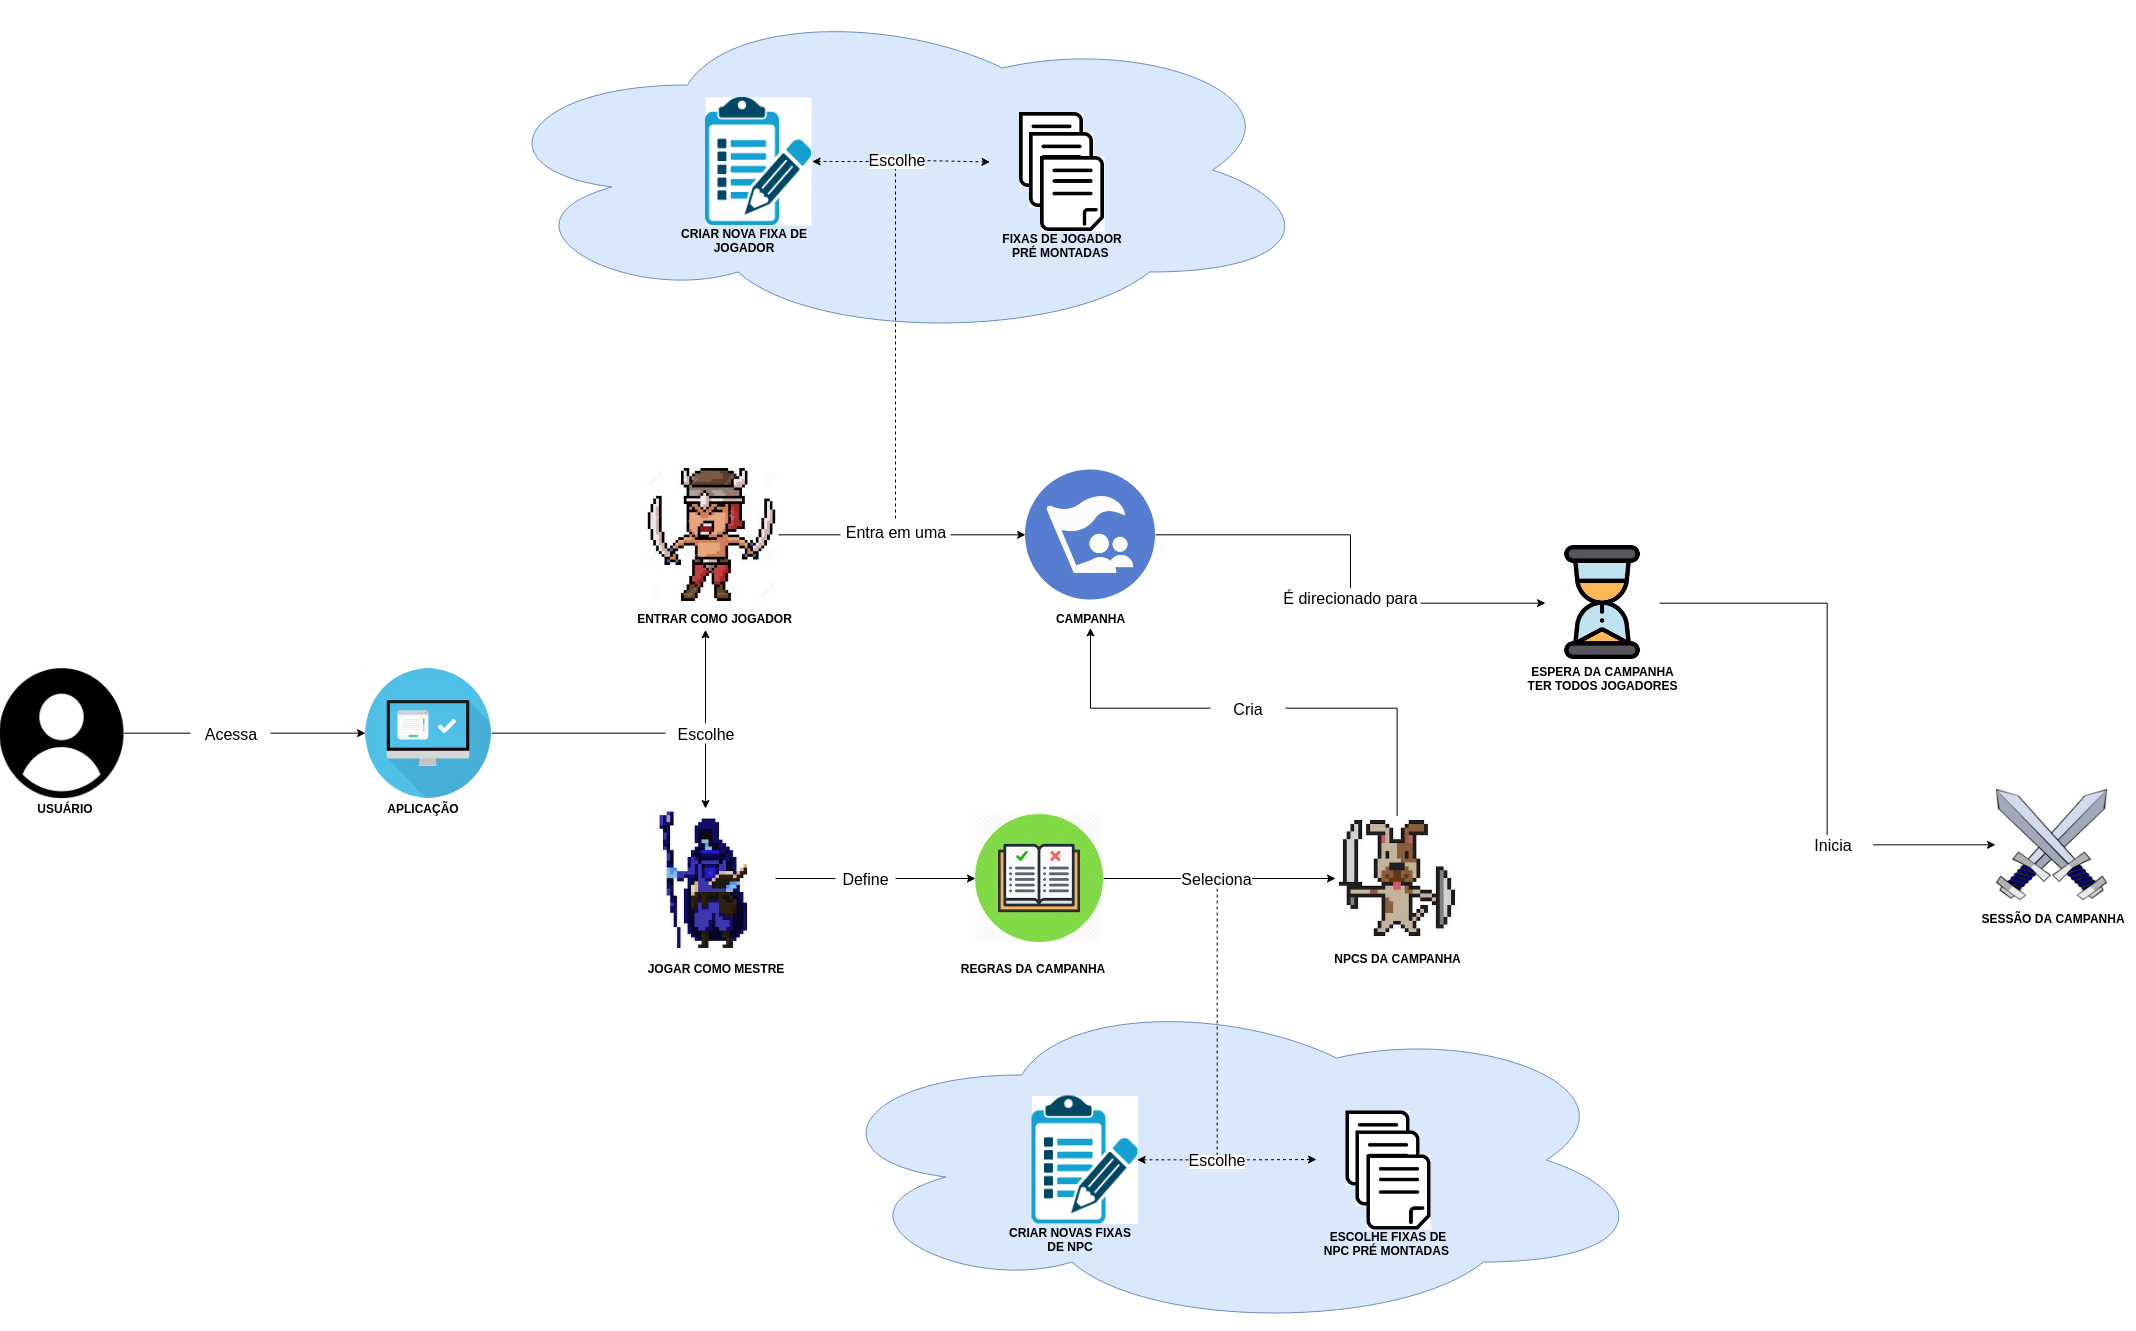 Escolhe
CRIAR NOVA FIXA DE
JOGADOR
FIXAS DE JOGADOR
PRÉ MONTADAS
Entra em uma
ENTRAR COMO JOGADOR
CAMPANHA
É direcionado para
ESPERA DA CAMPANHA
TER TODOS JOGADORES
Acessa
Escolhe
Cria
USUÁRIO
APLICAÇÃO
Inicia
Define
Seleciona
SESSÃO DA CAMPANHA
JOGAR COMO MESTRE
REGRAS DA CAMPANHA
NPCS DA CAMPANHA
Escolhe
CRIAR NOVAS FIXAS
DE NPC
ESCOLHE FIXAS DE
NPC PRÉ MONTADAS